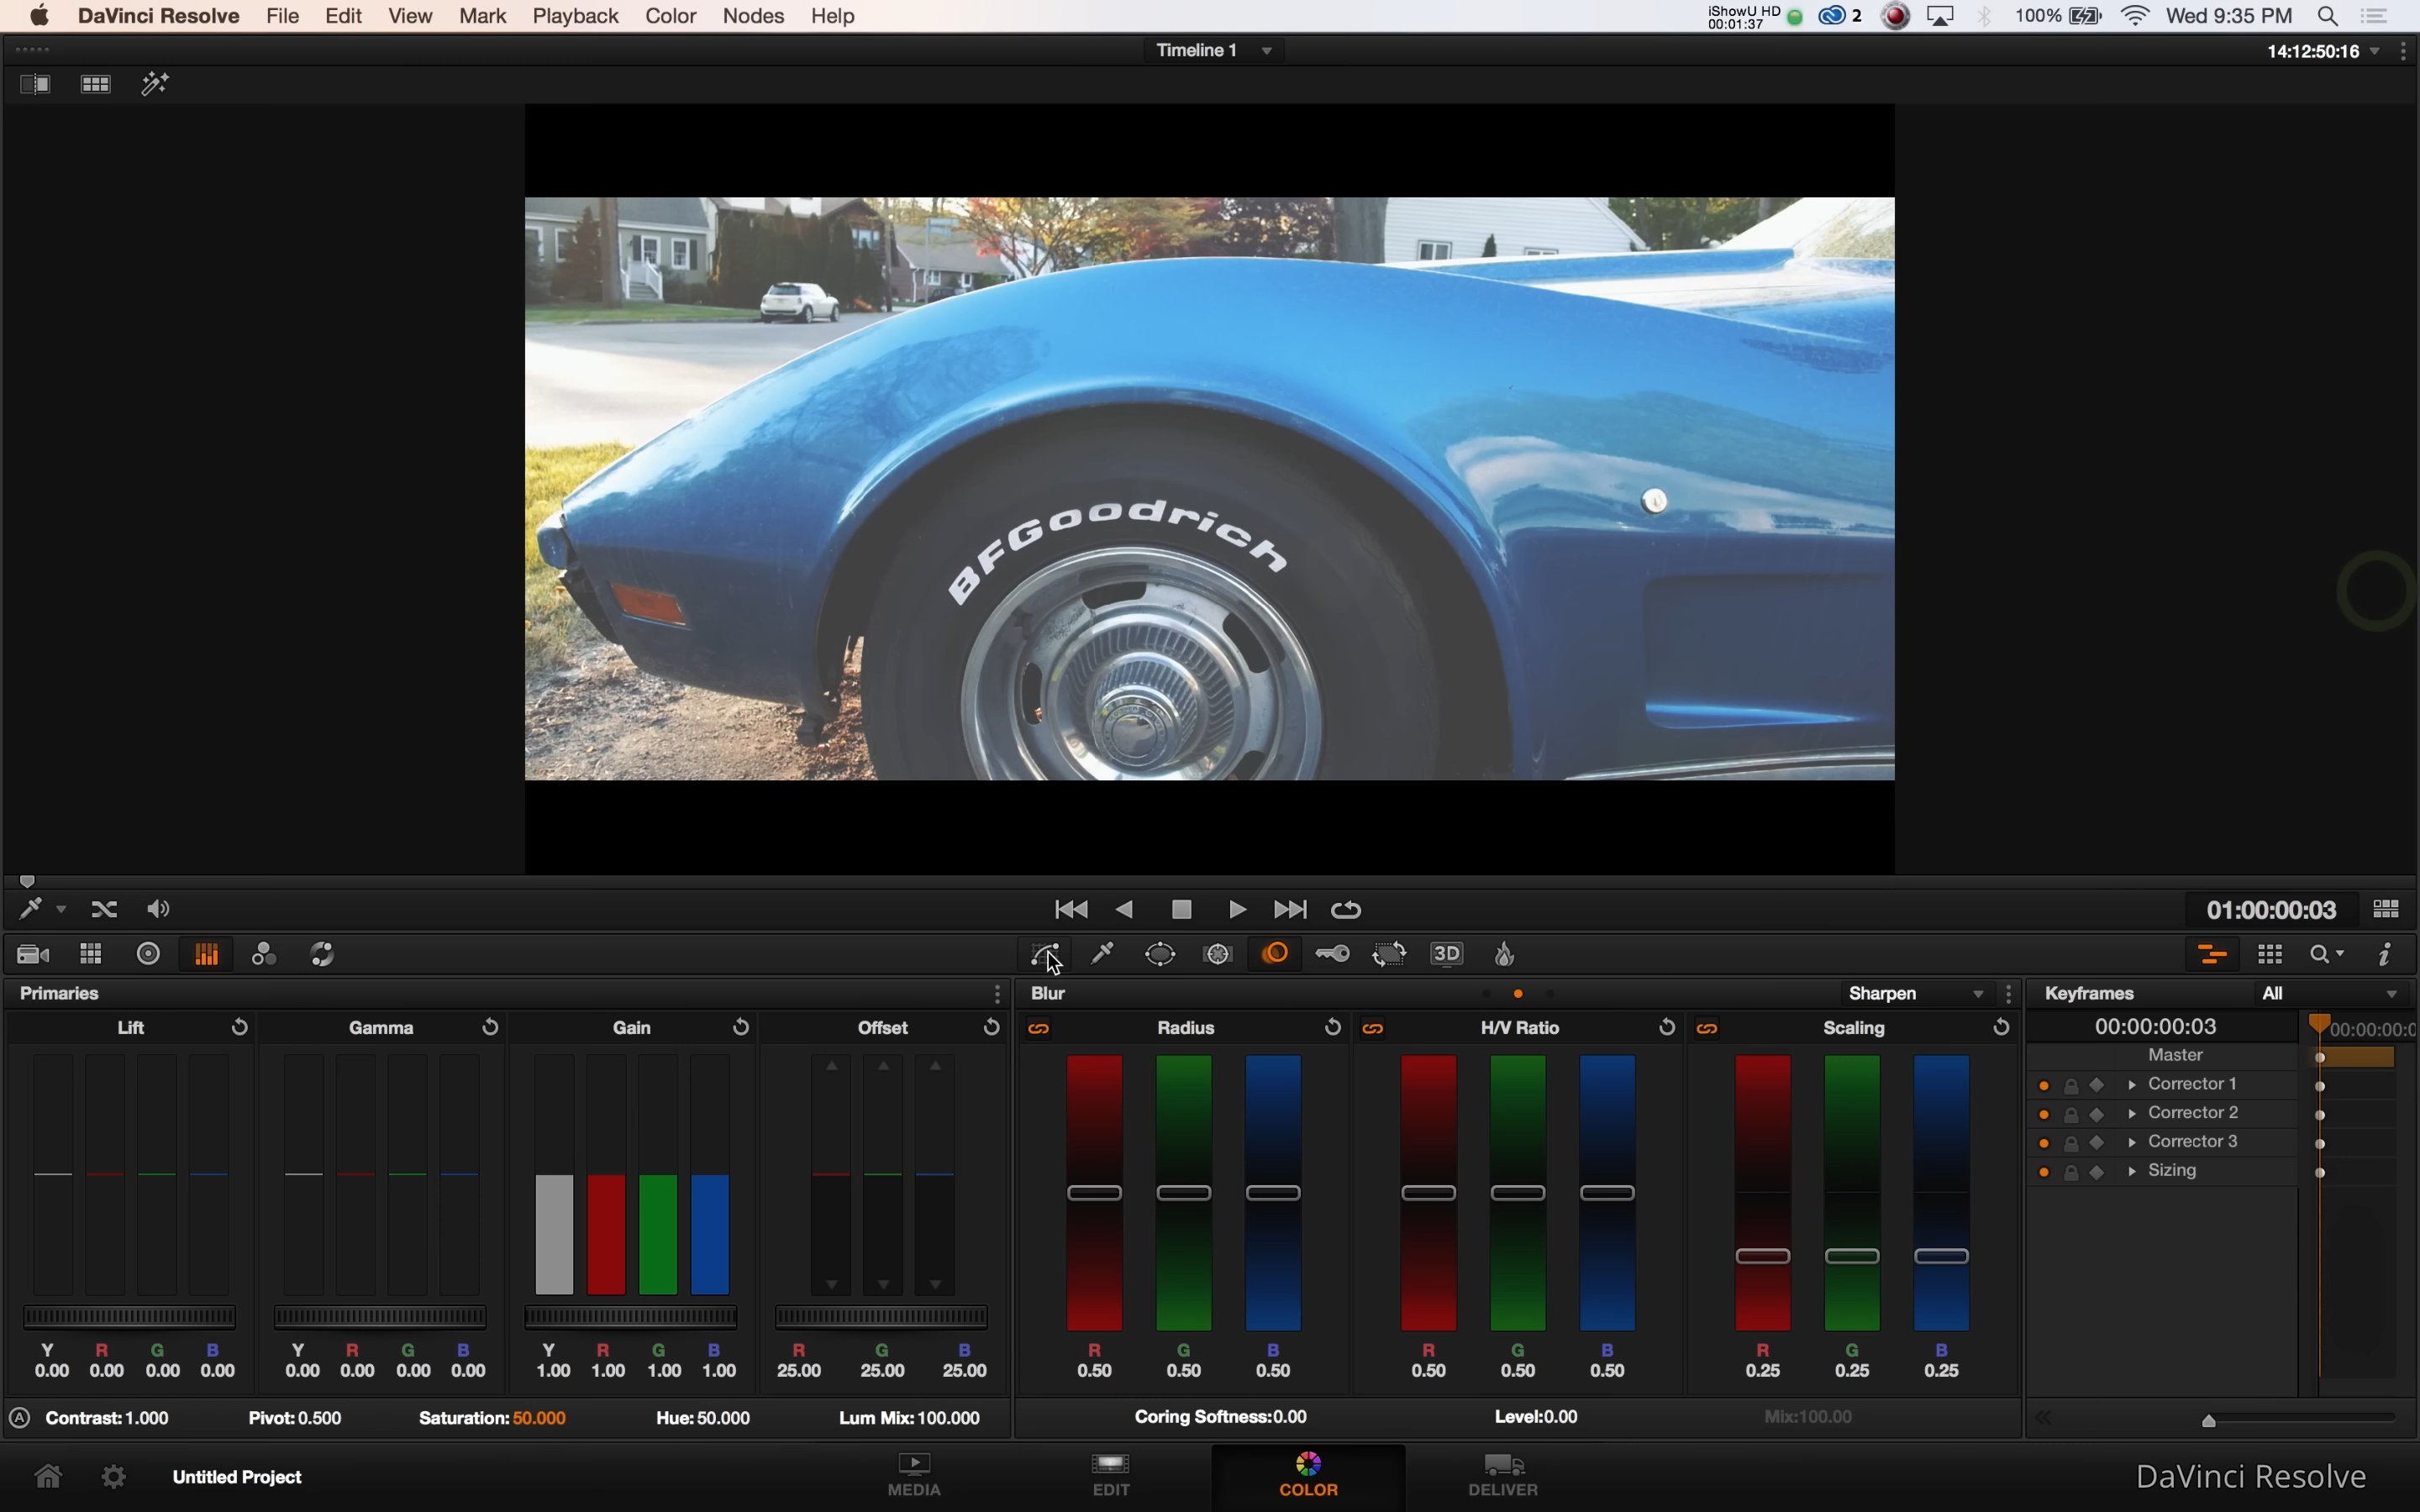 DaVinci Resolve File Edit View Mark Playback Color Nodes Help
iShowU HD
00:01:37
2
100%
Wed 9:35 PM
Timeline 1
14:12:50:16
BFGoodrich
01:00:00:03
3D
Primaries
Blur
Sharpen
Keyframes
All
Lift Gamma Gain Offset
Radius H/V Ratio Scaling
00:00:00:03
00:00:00:0
Master
Corrector 1
Corrector 2
Corrector 3
Sizing
Y R G B Y R G B Y R G B R G B R G B R G B R G B
0.00 0.00 0.00 0.00 0.00 0.00 0.00 0.00 1.00 1.00 1.00 1.00 25.00 25.00 25.00 0.50 0.50 0.50 0.50 0.50 0.50 0.25 0.25 0.25
A Contrast: 1.000 Pivot: 0.500 Saturation: 50.000 Hue: 50.000 Lum Mix: 100.000
Coring Softness:0.00 Level:0.00 Mix:100.00
Untitled Project
MEDIA EDIT COLOR DELIVER
DaVinci Resolve